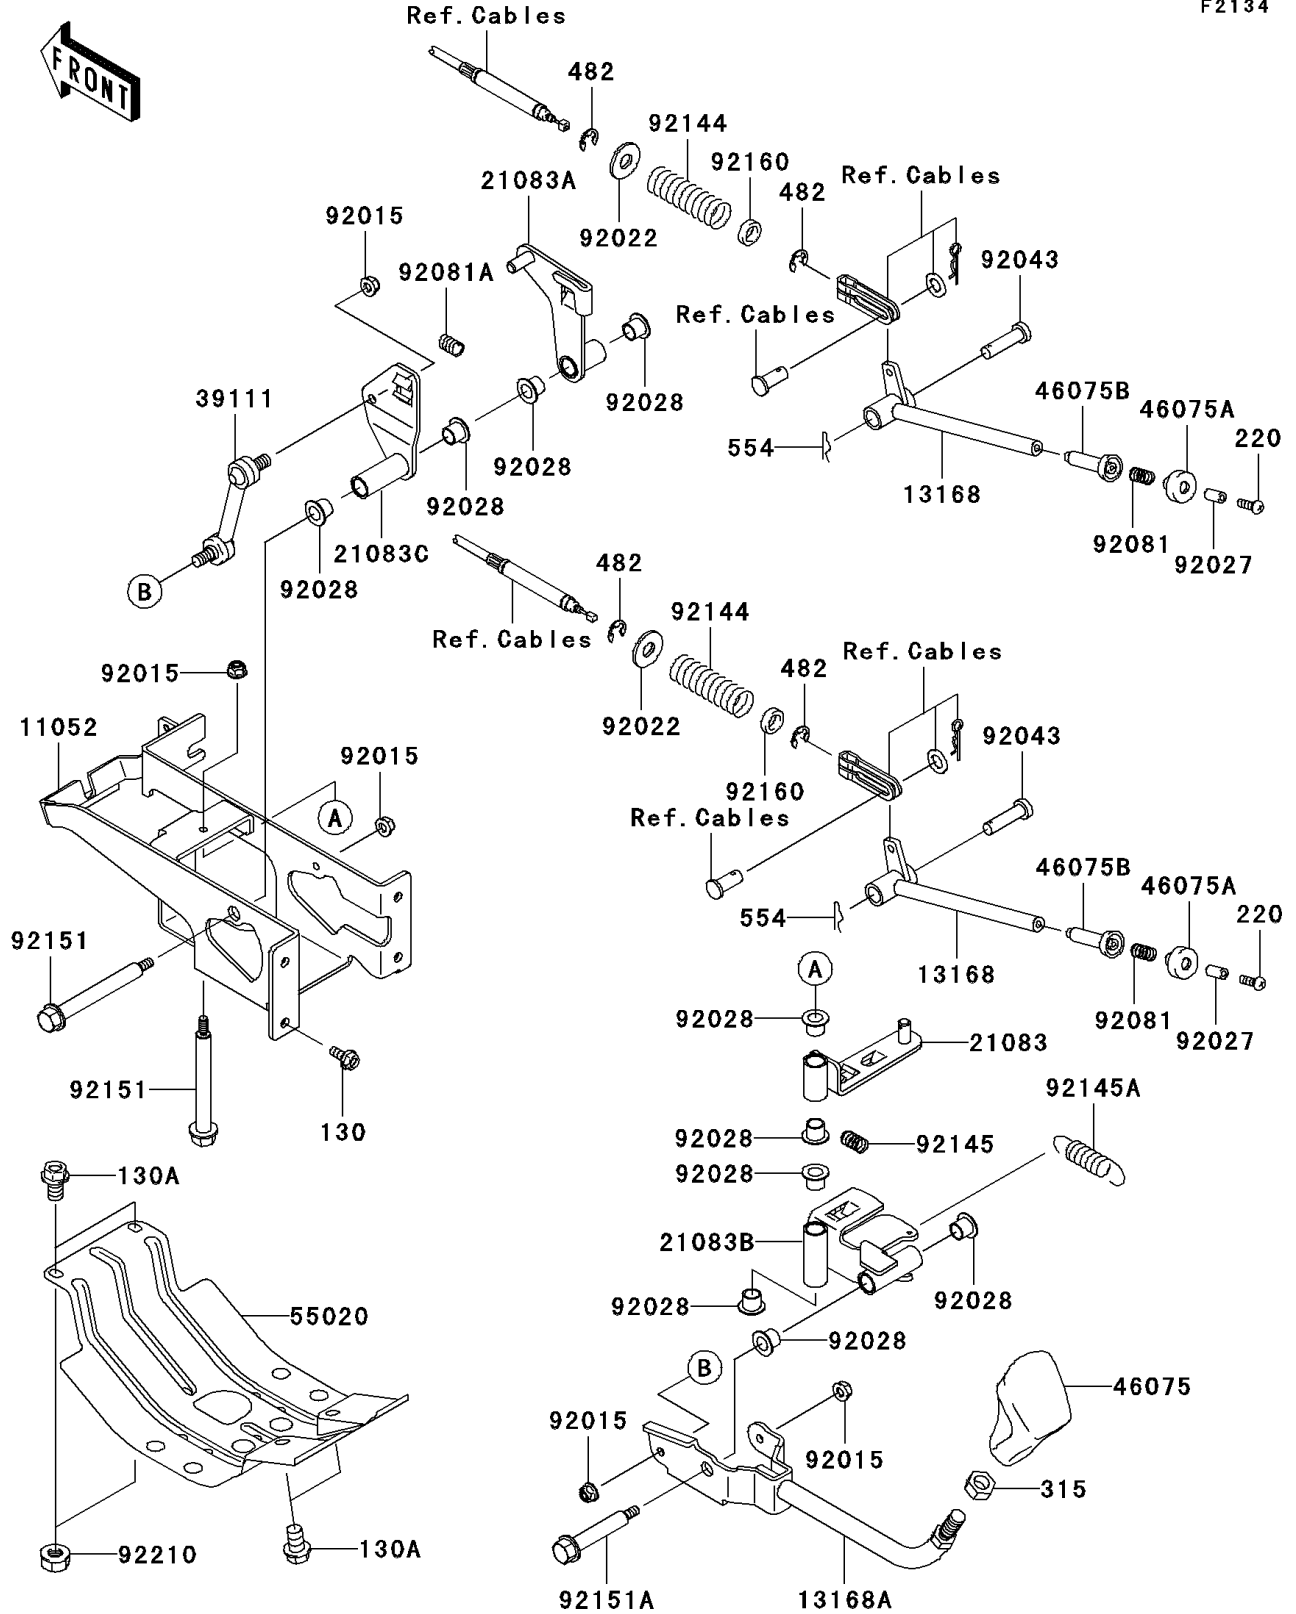 F2134
Ref.Cables
FRONT
482
92144
92160
Ref.Cables
21083A
482
92015
92022
92043
92081A
Ref.Cables
39111
92028
46075B
46075A
220
554
92028
13168
92028
92081
92027
21083C
92028
B
482
92144
Ref.Cables
Ref.Cables
92015
482
11052
92022
92043
92015
92160
A
Ref.Cables
46075B
46075A
554
220
92151
13168
A
92028
92081
92027
21083
92151
92145A
130
92028
92145
130A
92028
21083B
55020
92028
92028
92028
B
46075
92015
92015
315
92210
130A
92151A
13168A